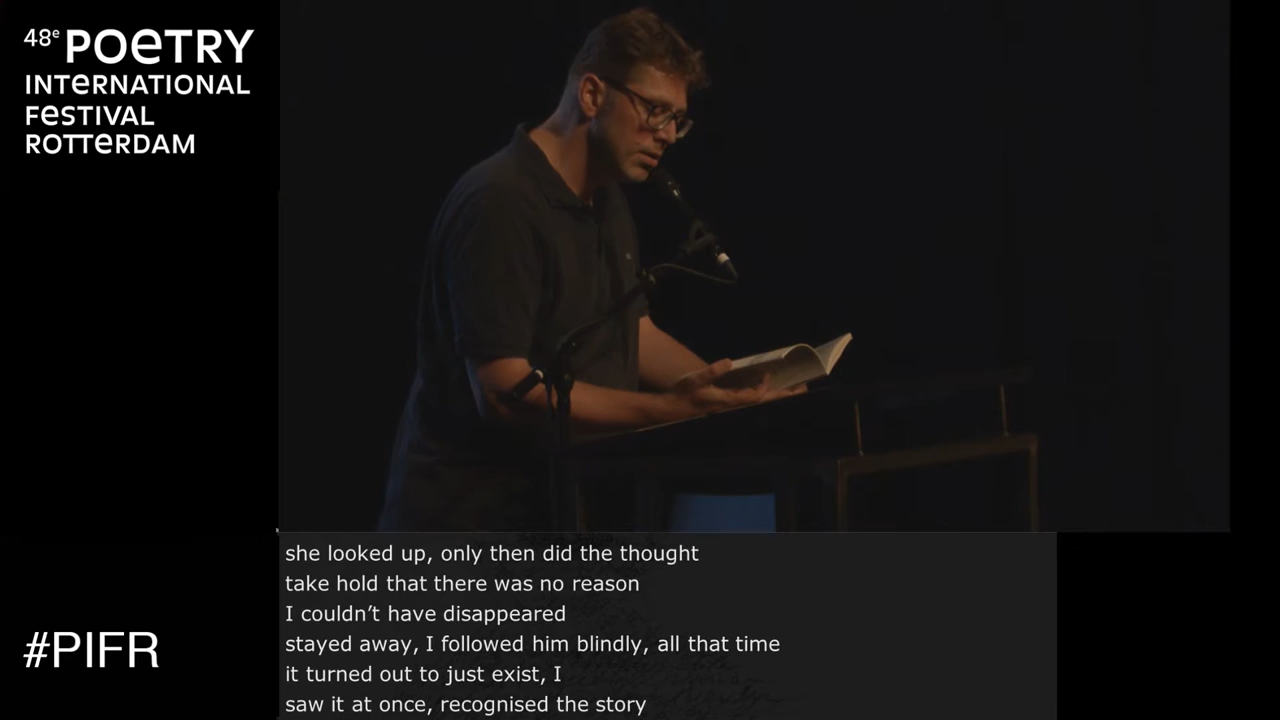 48e POETRY
INTERNATIONAL
FESTIVAL
ROTTERDAM
she looked up, only then did the thought
take hold that there was no reason
I couldn’t have disappeared
stayed away, I followed him blindly, all that time
it turned out to just exist, I
saw it at once, recognised the story
#PIFR